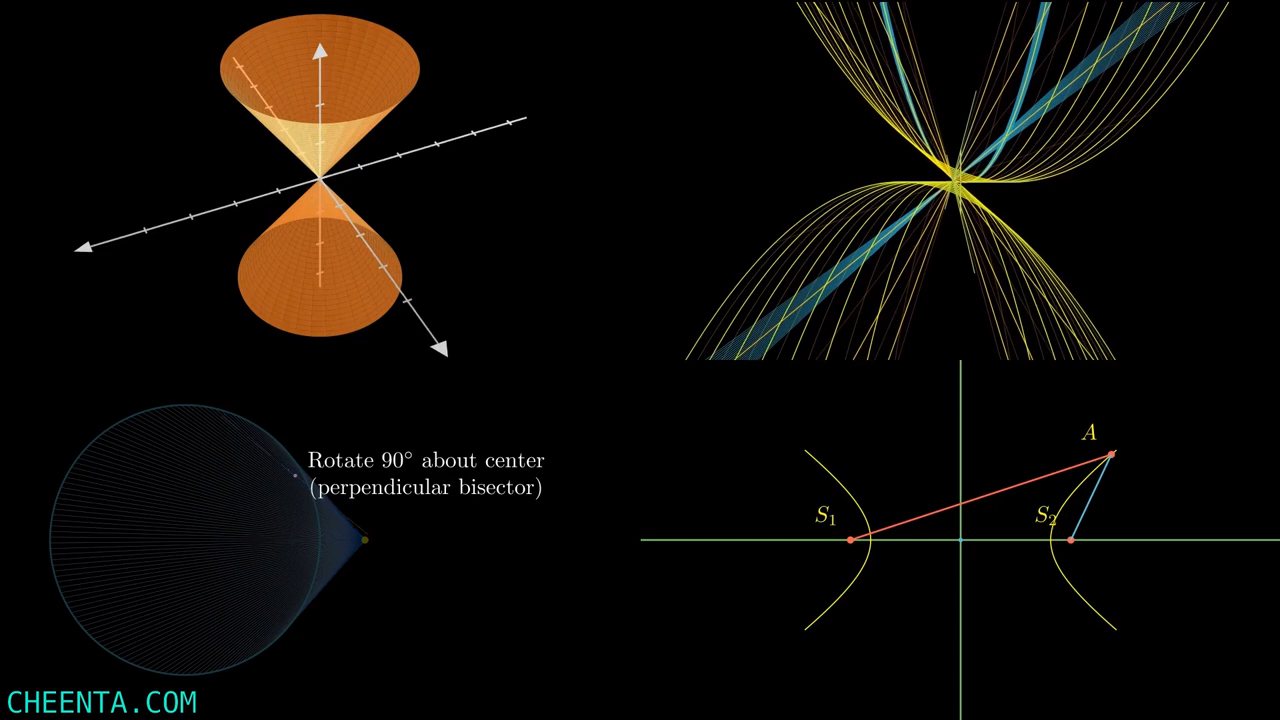 Rotate 90° about center
(perpendicular bisector)
A
S₁
S₂
CHEENTA.COM